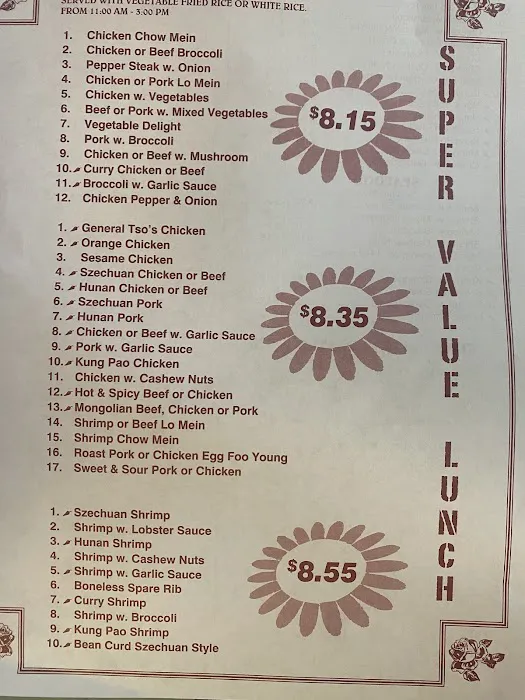 SERVED WITH VEGETABLE FRIED RICE OR WHITE RICE.
FROM 11:00 AM - 3:00 PM
1. Chicken Chow Mein
2. Chicken or Beef Broccoli
3. Pepper Steak w. Onion
4. Chicken or Pork Lo Mein
5. Chicken w. Vegetables
6. Beef or Pork w. Mixed Vegetables
7. Vegetable Delight
8. Pork w. Broccoli
9. Chicken or Beef w. Mushroom
10. Curry Chicken or Beef
11. Broccoli w. Garlic Sauce
12. Chicken Pepper & Onion
$8.15
1. General Tso's Chicken
2. Orange Chicken
3. Sesame Chicken
4. Szechuan Chicken or Beef
5. Hunan Chicken or Beef
6. Szechuan Pork
7. Hunan Pork
8. Chicken or Beef w. Garlic Sauce
9. Pork w. Garlic Sauce
10. Kung Pao Chicken
11. Chicken w. Cashew Nuts
12. Hot & Spicy Beef or Chicken
13. Mongolian Beef, Chicken or Pork
14. Shrimp or Beef Lo Mein
15. Shrimp Chow Mein
16. Roast Pork or Chicken Egg Foo Young
17. Sweet & Sour Pork or Chicken
$8.35
1. Szechuan Shrimp
2. Shrimp w. Lobster Sauce
3. Hunan Shrimp
4. Shrimp w. Cashew Nuts
5. Shrimp w. Garlic Sauce
6. Boneless Spare Rib
7. Curry Shrimp
8. Shrimp w. Broccoli
9. Kung Pao Shrimp
10. Bean Curd Szechuan Style
$8.55
SUPER VALUE LUNCH